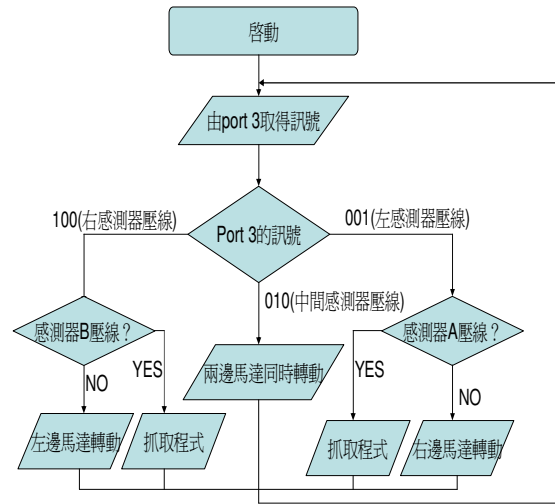 啓動
由port 3取得訊號
100(右感測器壓線)
Port 3的訊號
001(左感測器壓線)
010(中間感測器壓線)
感測器B壓線？
感測器A壓線？
NO
YES
兩邊馬達同時轉動
YES
NO
左邊馬達轉動
抓取程式
抓取程式
右邊馬達轉動